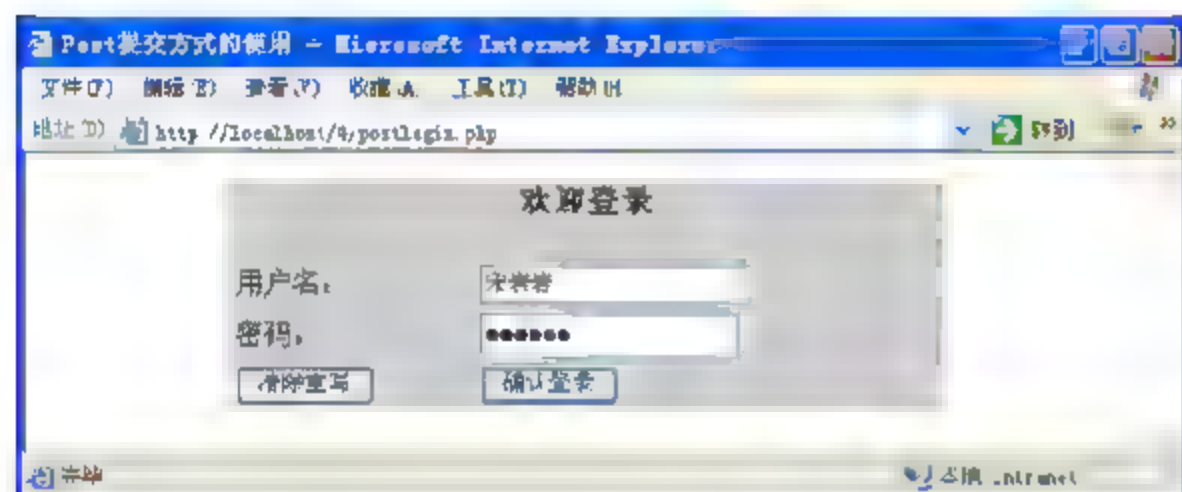 Post提交方式的使用 - Microsoft Internet Explorer
文件(F) 编辑(E) 查看(V) 收藏(A) 工具(T) 帮助(H)
地址(D) http://localhost/4/postlogin.php 转到
欢迎登录
用户名：
密码： ●●●●●●
清除重写 确认登录
完毕 本地 Intranet